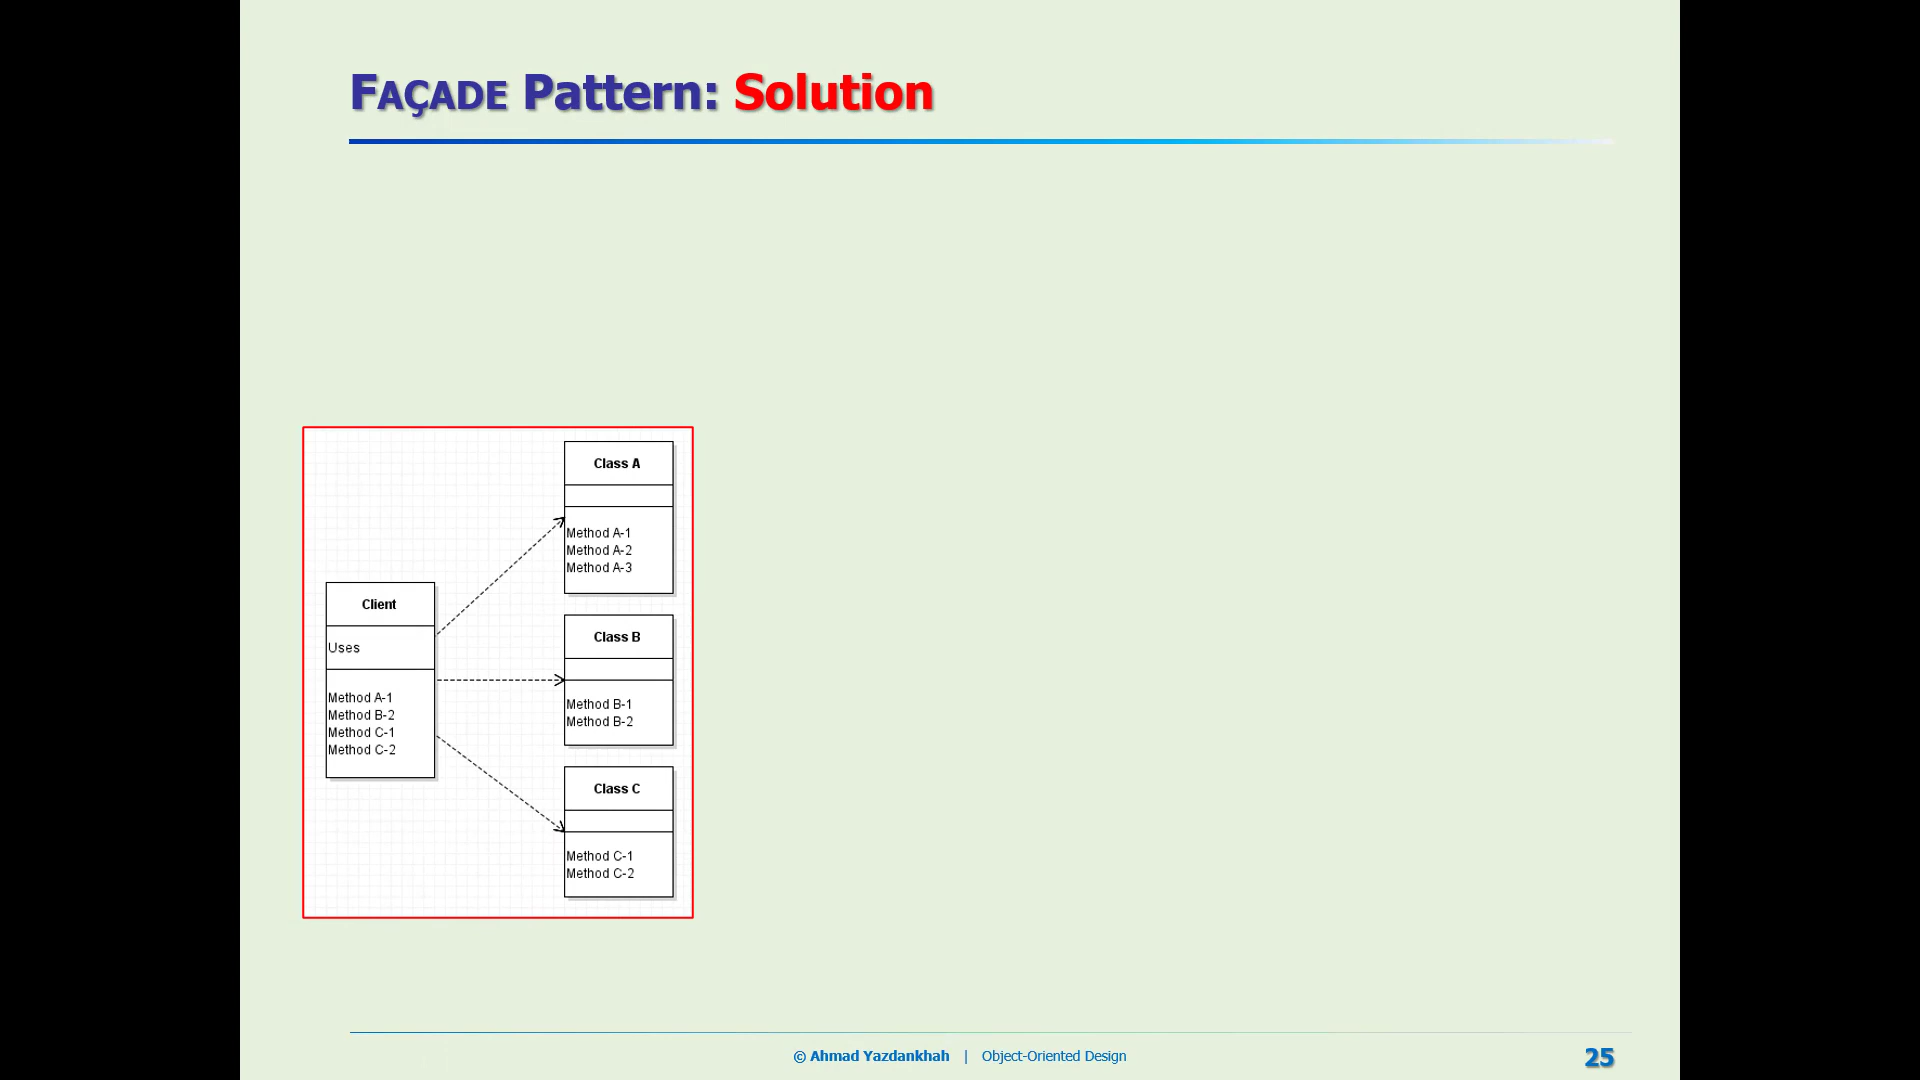 FAÇADE Pattern: Solution
Class A
Method A-1
Method A-2
Method A-3
Client
Uses
Method A-1
Method B-2
Method C-1
Method C-2
Class B
Method B-1
Method B-2
Class C
Method C-1
Method C-2
© Ahmad Yazdankhah | Object-Oriented Design
25